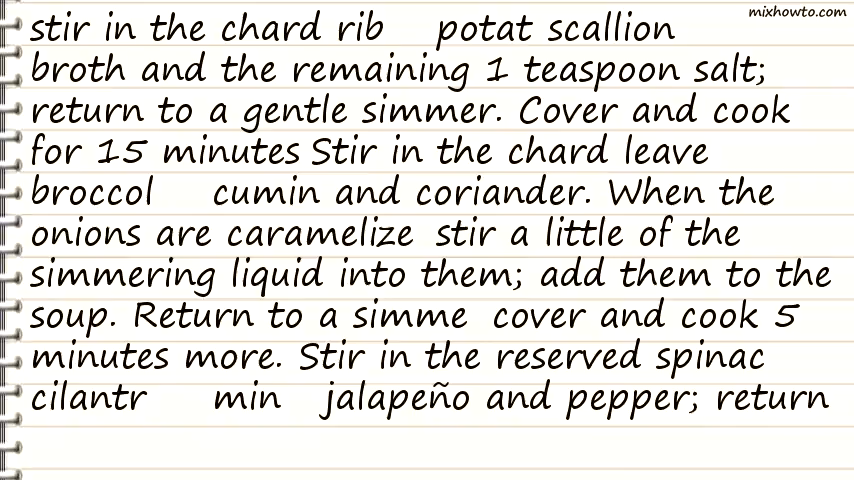 mixhowto.com
stir in the chard rib potat scallion
broth and the remaining 1 teaspoon salt;
return to a gentle simmer. Cover and cook
for 15 minutes Stir in the chard leave
broccol cumin and coriander. When the
onions are caramelize stir a little of the
simmering liquid into them; add them to the
soup. Return to a simme cover and cook 5
minutes more. Stir in the reserved spinac
cilantr min jalapeño and pepper; return